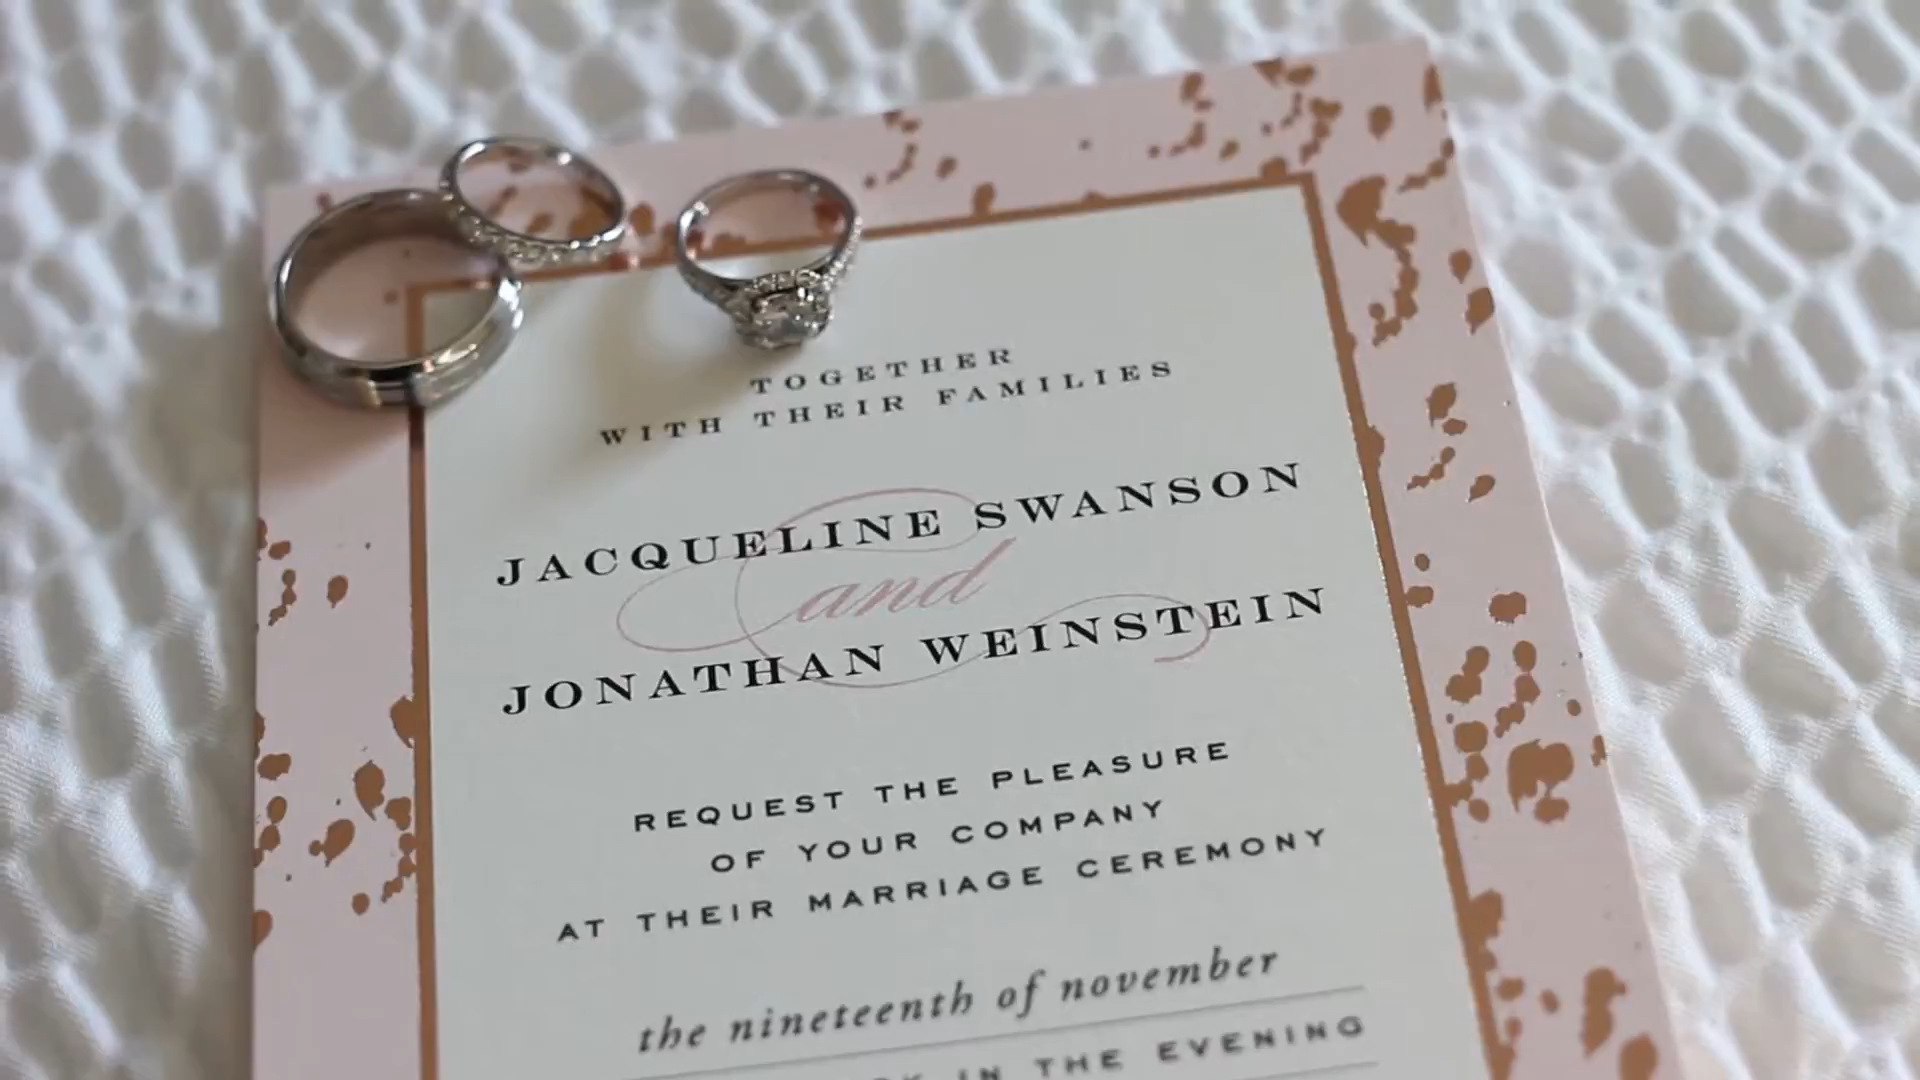 TOGETHER
WITH THEIR FAMILIES
JACQUELINE SWANSON
and
JONATHAN WEINSTEIN
REQUEST THE PLEASURE
OF YOUR COMPANY
AT THEIR MARRIAGE CEREMONY
the nineteenth of november
IN THE EVENING